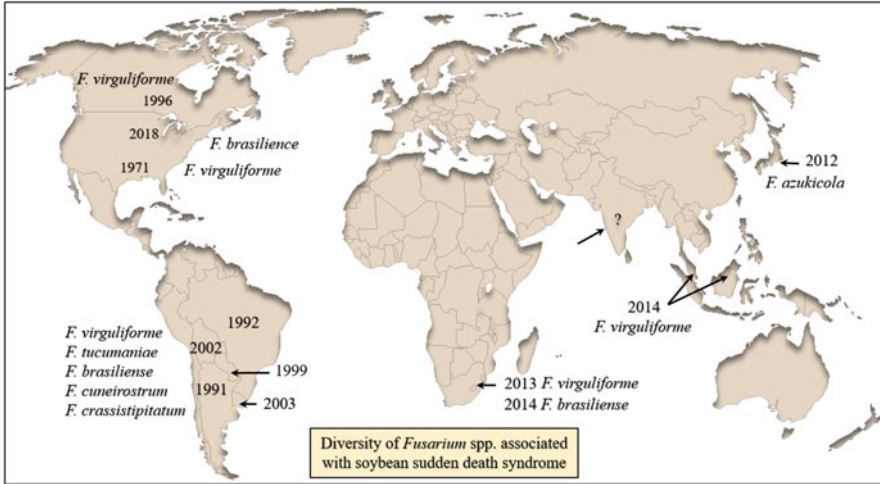 F. virguliforme
1996
2018
F. brasilience
1971
F. virguliforme
2012
F. azukicola
?
2014
F. virguliforme
1992
F. virguliforme
F. tucumaniae
2002
F. brasiliense
1999
F. cuneirostrum
1991
F. crassistipitatum
2003
2013 F. virguliforme
2014 F. brasiliense
Diversity of Fusarium spp. associated
with soybean sudden death syndrome